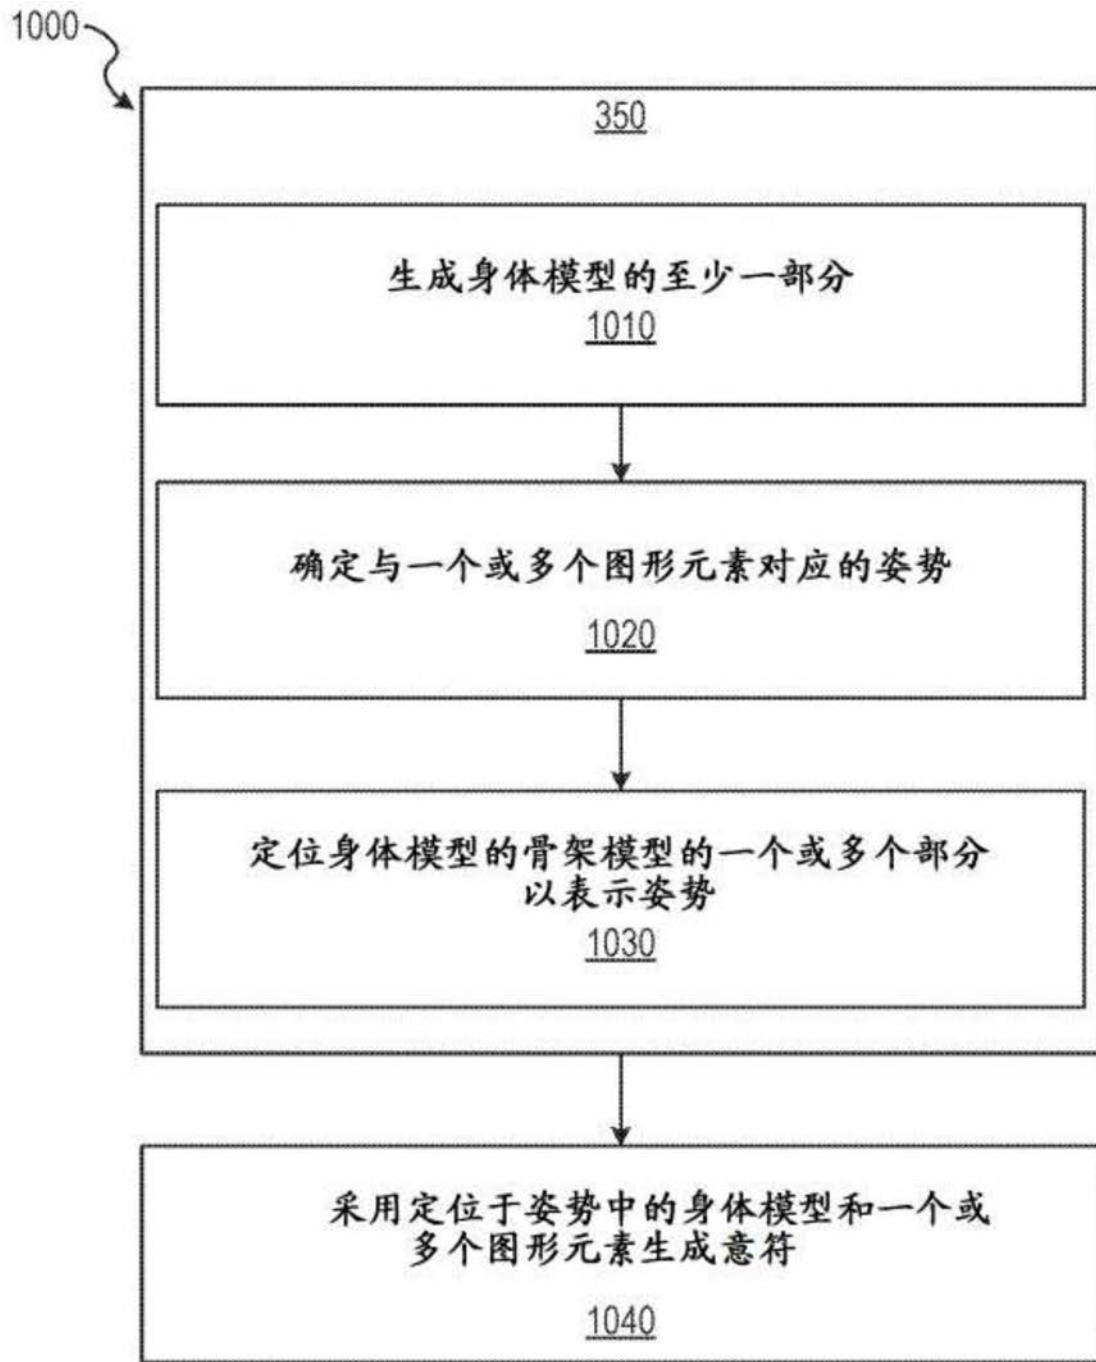 1000
350
生成身体模型的至少一部分
1010
确定与一个或多个图形元素对应的姿势
1020
定位身体模型的骨架模型的一个或多个部分
以表示姿势
1030
采用定位于姿势中的身体模型和一个或
多个图形元素生成意符
1040